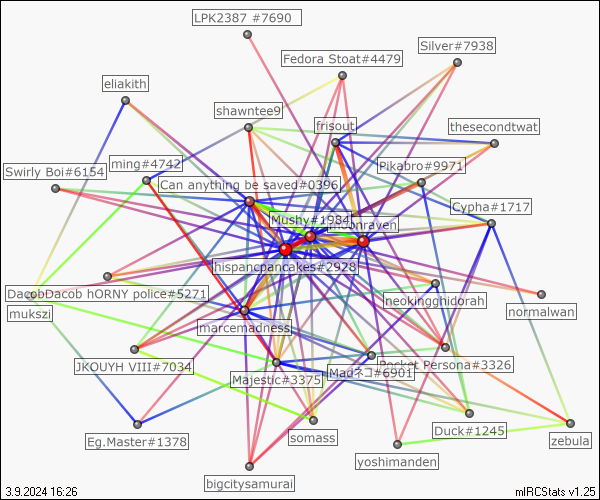 LPK2387 #7690
Silver#7938
Fedora Stoat#4479
eliakith
shawntee9
frisout
thesecondtwat
ming#4742
Pikabro#9971
Swirly Boi#6154
Can anything be saved#0396
Cypha#1717
Mushy#1984
moonraven
hispancpancakes#2928
DacobDacob hORNY police#5271
neokingghidorah
normalwan
mukszi
marcemadness
JKOUYH VIII#7034
Pocket Persona#3326
Maoネコ#6901
Majestic#3375
Duck#1245
Eg.Master#1378
somass
zebula
yoshimanden
bigcitysamurai
3.9.2024 16:26
mIRCStats v1.25